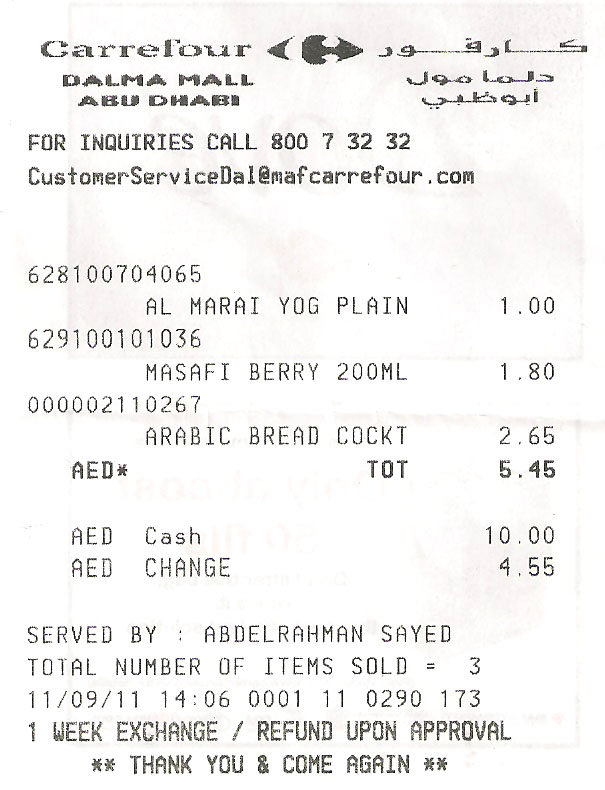 Carrefour كارفور
DALMA MALL دلما مول
ABU DHABI أبوظبي
FOR INQUIRIES CALL 800 7 32 32
CustomerServiceDal@mafcarrefour.com
628100704065
AL MARAI YOG PLAIN 1.00
629100101036
MASAFI BERRY 200ML 1.80
000002110267
ARABIC BREAD COCKT 2.65
AED* TOT 5.45
AED Cash 10.00
AED CHANGE 4.55
SERVED BY : ABDELRAHMAN SAYED
TOTAL NUMBER OF ITEMS SOLD = 3
11/09/11 14:06 0001 11 0290 173
1 WEEK EXCHANGE / REFUND UPON APPROVAL
** THANK YOU & COME AGAIN **